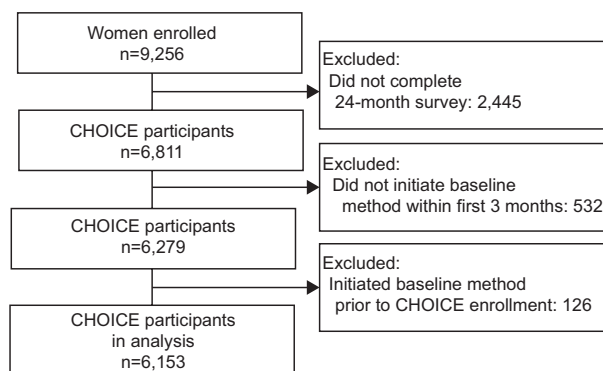 Women enrolled
n=9,256
Excluded:
Did not complete
24-month survey: 2,445
CHOICE participants
n=6,811
Excluded:
Did not initiate baseline
method within first 3 months: 532
CHOICE participants
n=6,279
Excluded:
Initiated baseline method
prior to CHOICE enrollment: 126
CHOICE participants
in analysis
n=6,153